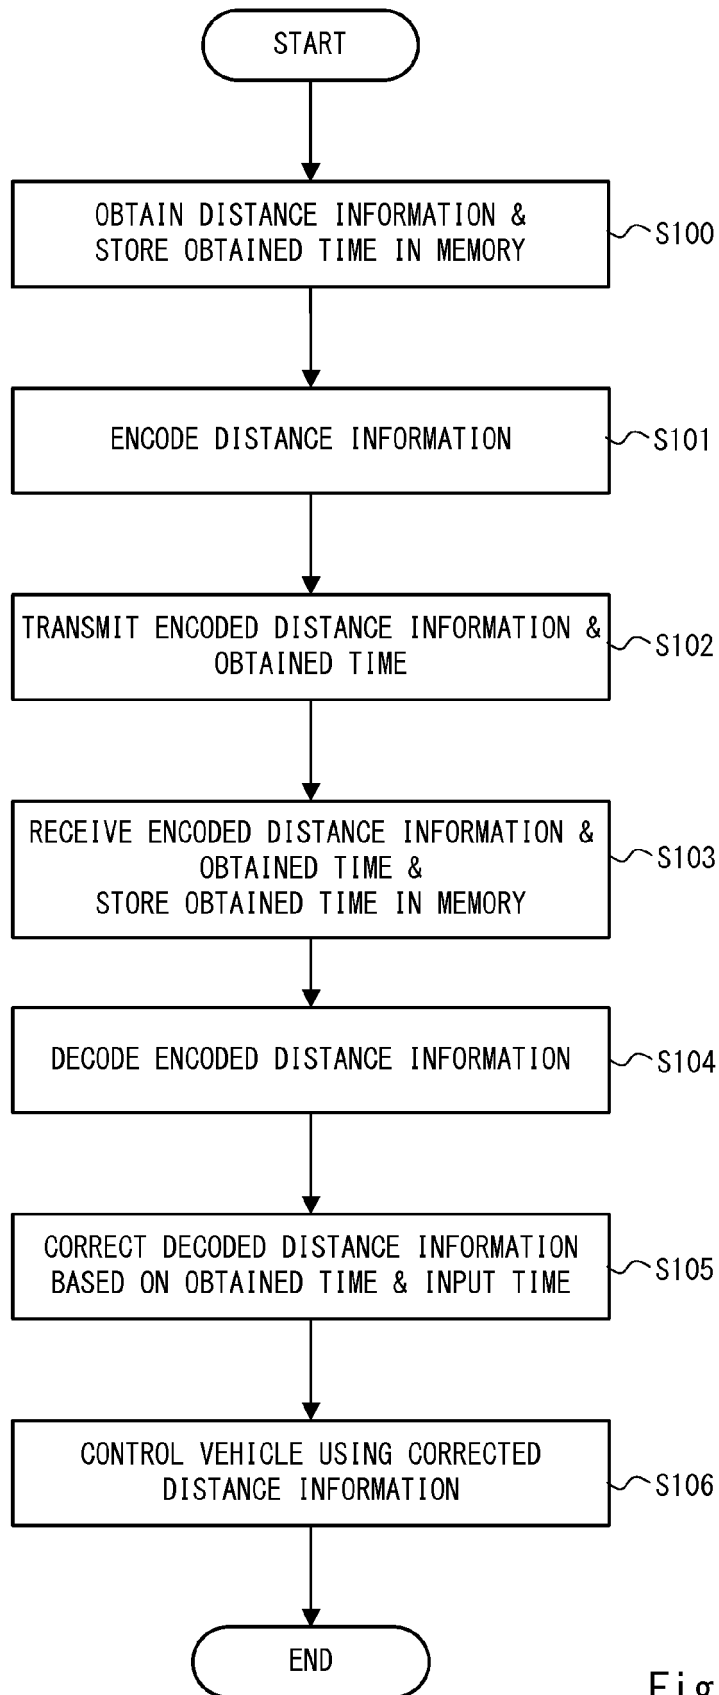 START
OBTAIN DISTANCE INFORMATION &
STORE OBTAINED TIME IN MEMORY
S100
ENCODE DISTANCE INFORMATION
S101
TRANSMIT ENCODED DISTANCE INFORMATION &
OBTAINED TIME
S102
RECEIVE ENCODED DISTANCE INFORMATION &
OBTAINED TIME &
STORE OBTAINED TIME IN MEMORY
S103
DECODE ENCODED DISTANCE INFORMATION
S104
CORRECT DECODED DISTANCE INFORMATION
BASED ON OBTAINED TIME & INPUT TIME
S105
CONTROL VEHICLE USING CORRECTED
DISTANCE INFORMATION
S106
END
Fig